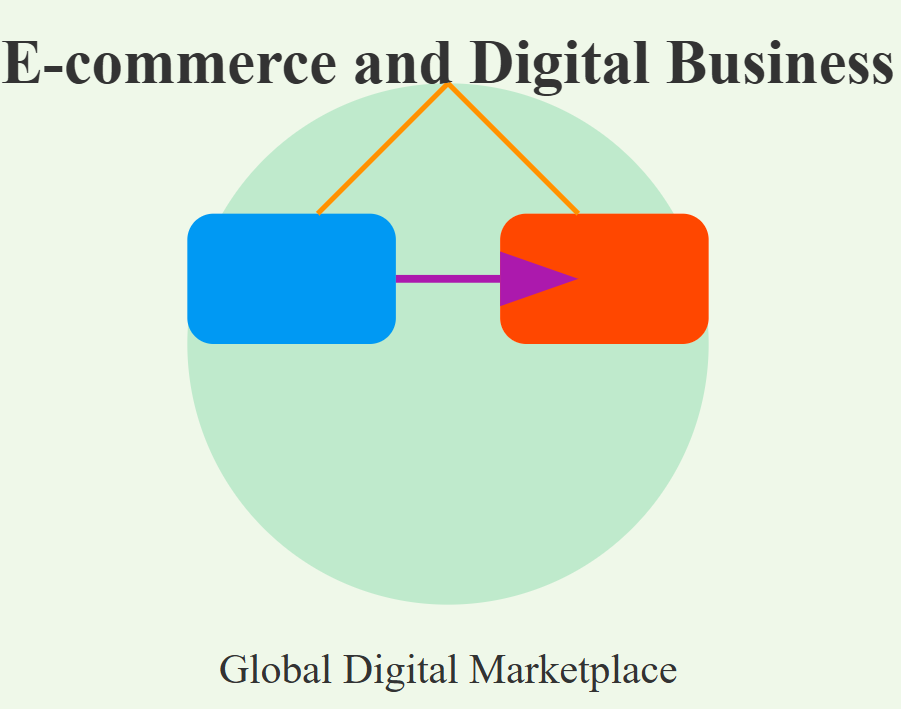 E-commerce and Digital Business
Global Digital Marketplace